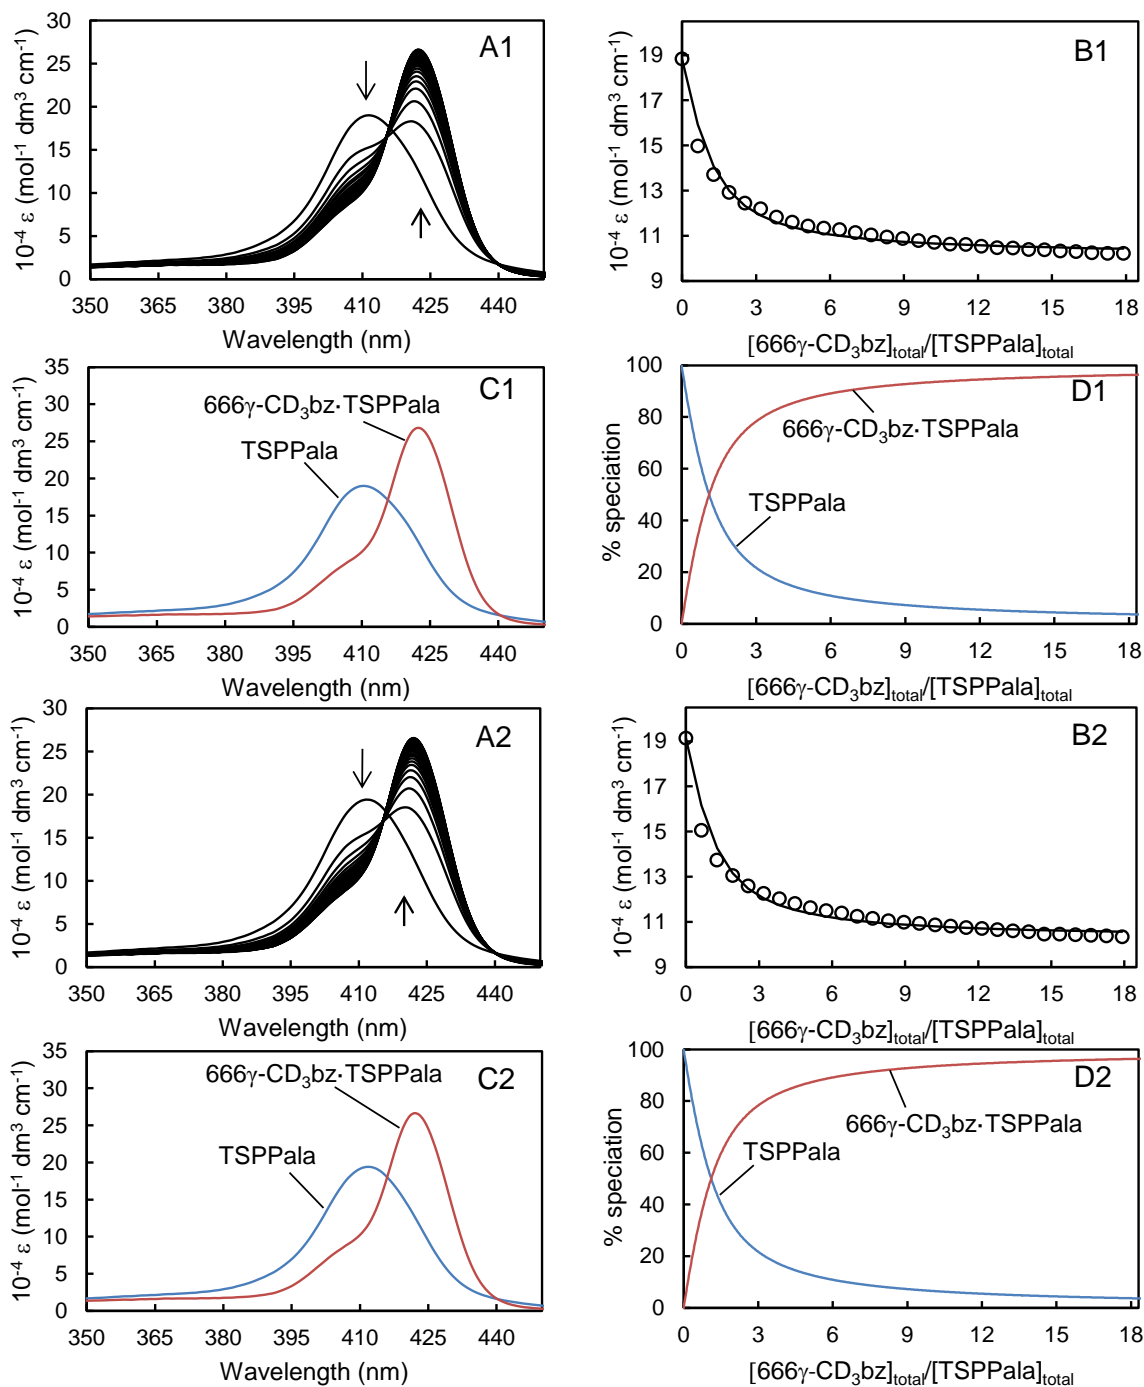 A1
30
25
20
15
10
5
0
10⁻⁴ ε (mol⁻¹ dm³ cm⁻¹)
350 365 380 395 410 425 440
Wavelength (nm)
B1
19
17
15
13
11
9
10⁻⁴ ε (mol⁻¹ dm³ cm⁻¹)
0 3 6 9 12 15 18
[666γ-CD₃bz]total/[TSPPala]total
C1
35
30
25
20
15
10
5
0
10⁻⁴ ε (mol⁻¹ dm³ cm⁻¹)
666γ-CD₃bz·TSPPala
TSPPala
350 365 380 395 410 425 440
Wavelength (nm)
D1
100
80
60
40
20
0
% speciation
666γ-CD₃bz·TSPPala
TSPPala
0 3 6 9 12 15 18
[666γ-CD₃bz]total/[TSPPala]total
A2
30
25
20
15
10
5
0
10⁻⁴ ε (mol⁻¹ dm³ cm⁻¹)
350 365 380 395 410 425 440
Wavelength (nm)
B2
19
17
15
13
11
9
10⁻⁴ ε (mol⁻¹ dm³ cm⁻¹)
0 3 6 9 12 15 18
[666γ-CD₃bz]total/[TSPPala]total
C2
35
30
25
20
15
10
5
0
10⁻⁴ ε (mol⁻¹ dm³ cm⁻¹)
666γ-CD₃bz·TSPPala
TSPPala
350 365 380 395 410 425 440
Wavelength (nm)
D2
100
80
60
40
20
0
% speciation
666γ-CD₃bz·TSPPala
TSPPala
0 3 6 9 12 15 18
[666γ-CD₃bz]total/[TSPPala]total